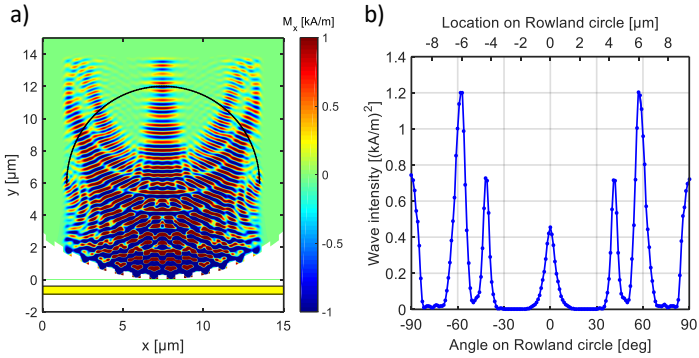 a)
M_x [kA/m]
14
12
10
8
6
4
2
0
-2
y [µm]
0
5
10
15
x [µm]
1
0.5
0
-0.5
-1
b)
Location on Rowland circle [µm]
-8 -6 -4 -2 0 2 4 6 8
1.4
1.2
1
0.8
0.6
0.4
0.2
0
Wave intensity [(kA/m)²]
-90 -60 -30 0 30 60 90
Angle on Rowland circle [deg]